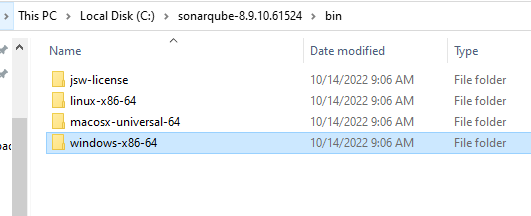 This PC > Local Disk (C:) > sonarqube-8.9.10.61524 > bin
Name Date modified Type
jsw-license 10/14/2022 9:06 AM File folder
linux-x86-64 10/14/2022 9:06 AM File folder
macosx-universal-64 10/14/2022 9:06 AM File folder
windows-x86-64 10/14/2022 9:06 AM File folder